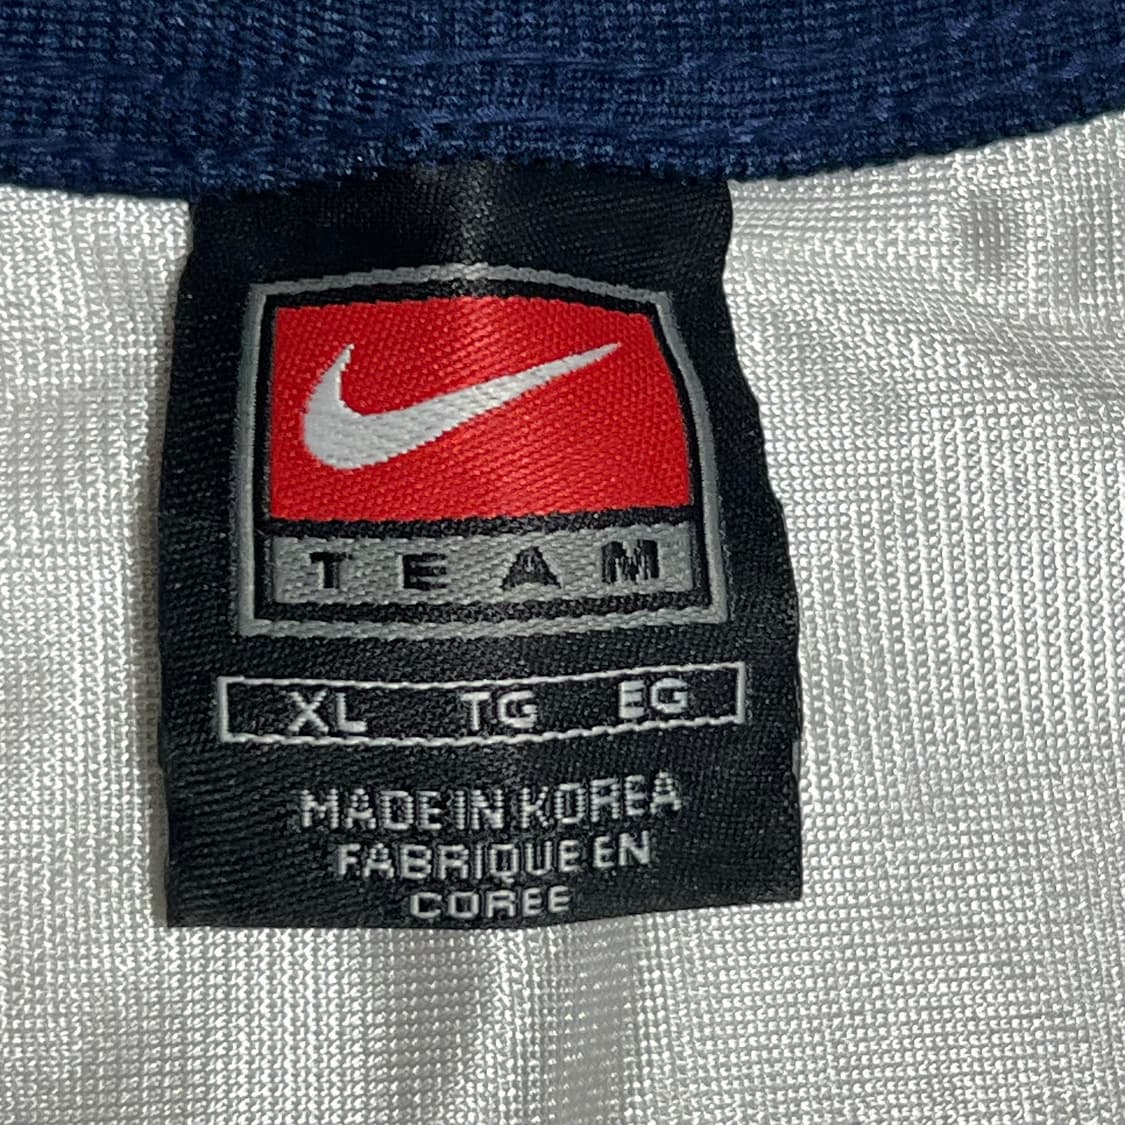 TEAM
XL TG EG
MADE IN KOREA
FABRIQUE EN
COREE